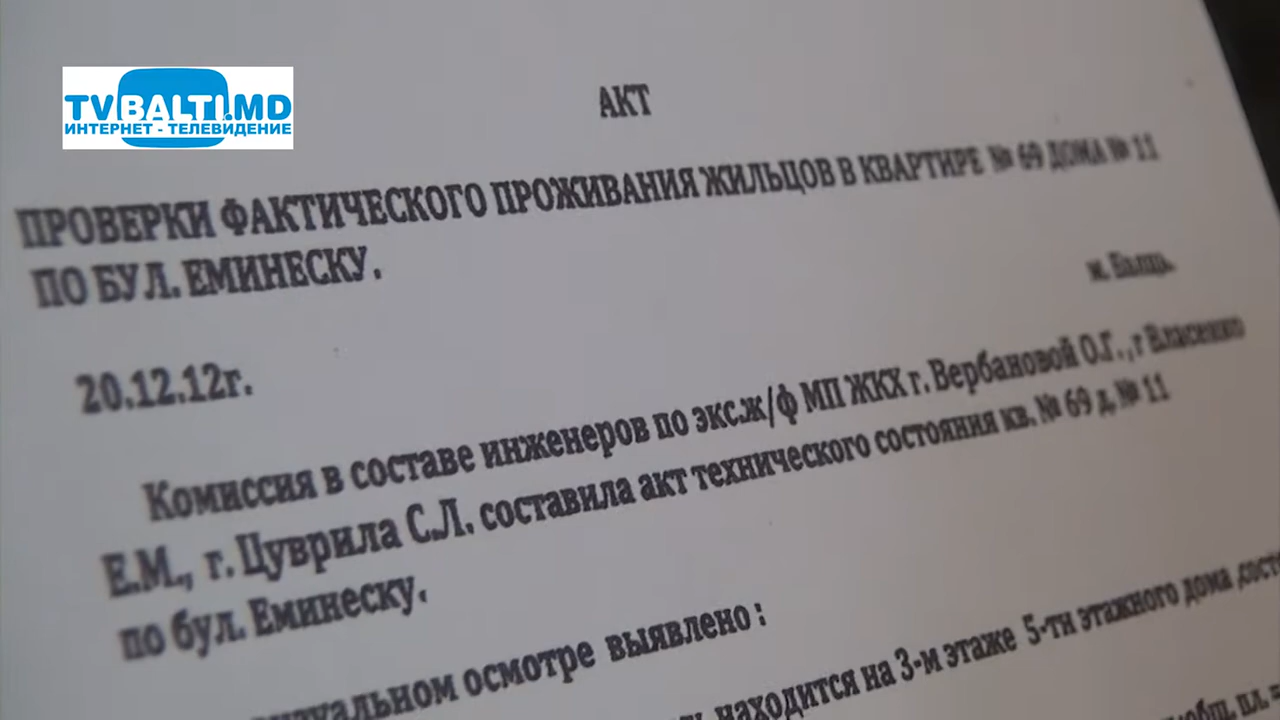 TVBALTI.MD
ИНТЕРНЕТ - ТЕЛЕВИДЕНИЕ
АКТ
ПРОВЕРКИ ФАКТИЧЕСКОГО ПРОЖИВАНИЯ ЖИЛЬЦОВ В КВАРТИРЕ № 69 ДОМА № 11
ПО БУЛ. ЕМИНЕСКУ.
м. Бэлць.
20.12.12г.
Комиссия в составе инженеров по экс.ж/ф МП ЖКХ г. Вербановой О.Г. , г Власенко
Е.М., г. Цуврила С.Л. составила акт технического состояния кв. № 69 д. № 11
по бул. Еминеску.
осмотре выявлено :
находится на 3-м этаже 5-ти этажного дома
общ. пл. =